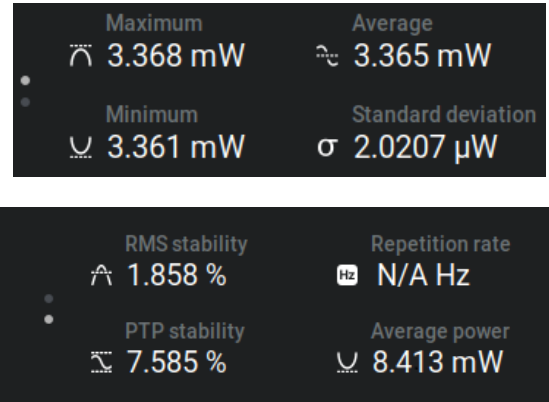 Maximum Average
3.368 mW 3.365 mW
Minimum Standard deviation
3.361 mW σ 2.0207 µW
RMS stability Repetition rate
1.858 % Hz N/A Hz
PTP stability Average power
7.585 % 8.413 mW